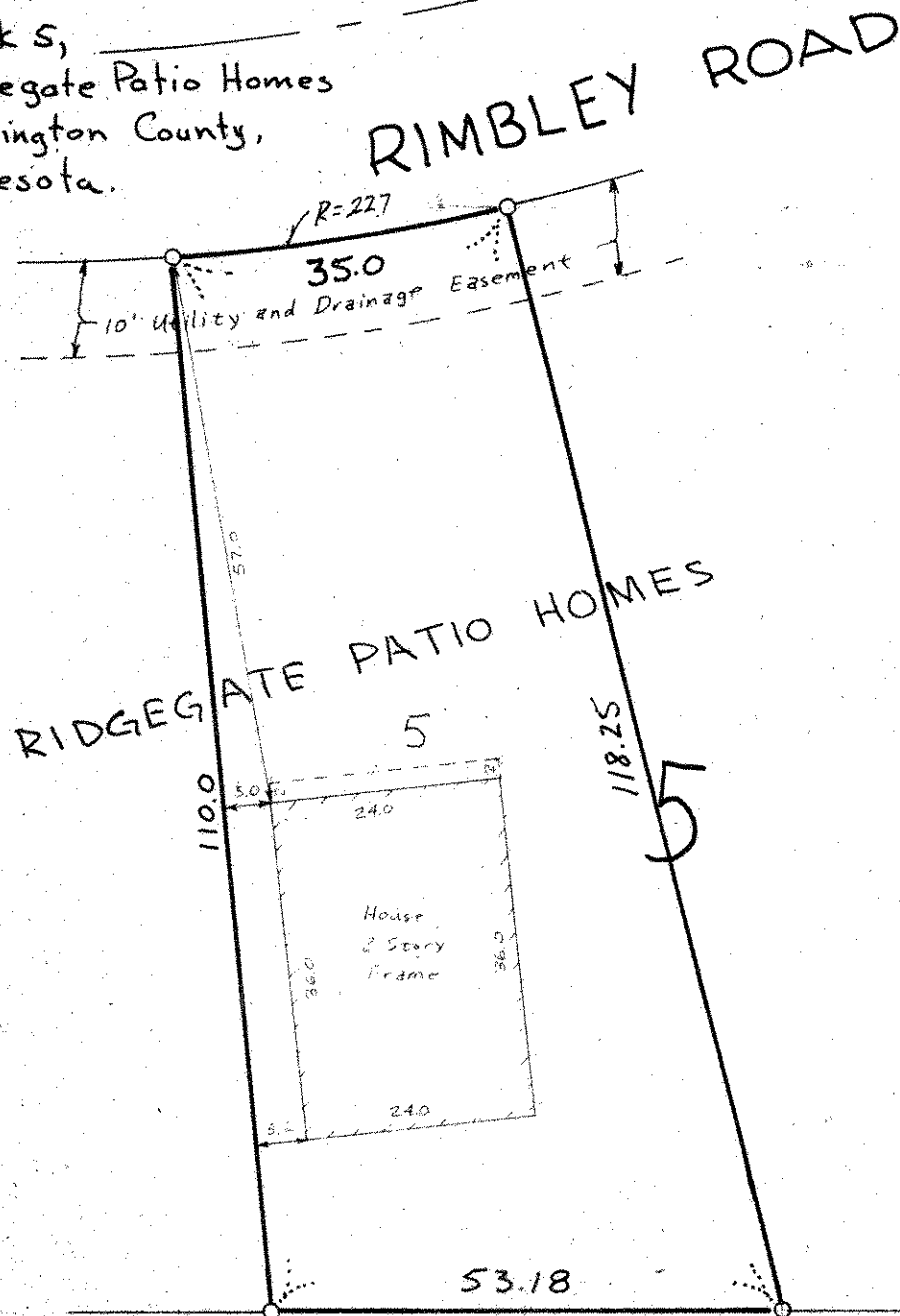 k 5,
egate Patio Homes
ington County,
esota.
RIMBLEY ROAD
R=227
35.0
10' Utility and Drainage Easement
57.0
RIDGEGATE PATIO HOMES
5
118.25
5
110.0
5.0
24.0
House
2 Story
Frame
36.0
36.0
24.0
5.
53.18